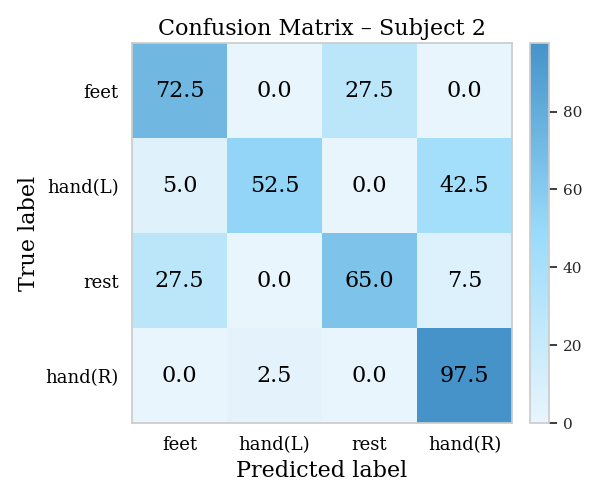 Confusion Matrix – Subject 2
feet 72.5 0.0 27.5 0.0
hand(L) 5.0 52.5 0.0 42.5
rest 27.5 0.0 65.0 7.5
hand(R) 0.0 2.5 0.0 97.5
feet hand(L) rest hand(R)
Predicted label
True label
80
60
40
20
0